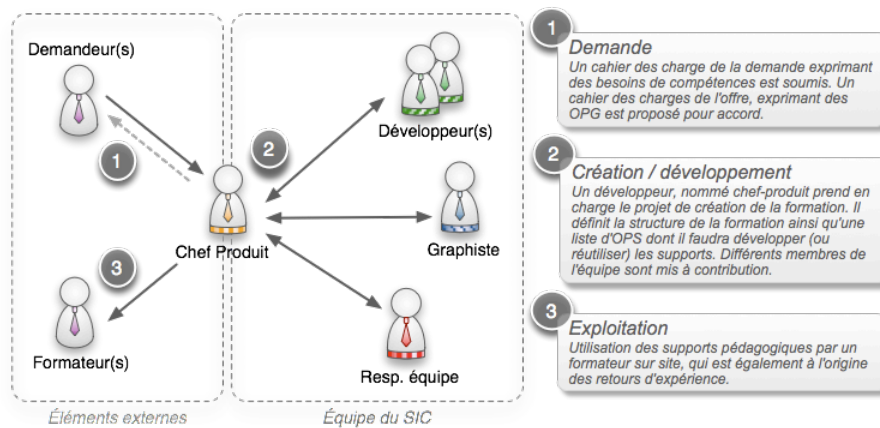 Demandeur(s)
1
2
3
Chef Produit
Formateur(s)
Développeur(s)
Graphiste
Resp. équipe
Éléments externes
Équipe du SIC
1
Demande
Un cahier des charge de la demande exprimant
des besoins de compétences est soumis. Un
cahier des charges de l'offre, exprimant des
OPG est proposé pour accord.
2
Création / développement
Un développeur, nommé chef-produit prend en
charge le projet de création de la formation. Il
définit la structure de la formation ainsi qu'une
liste d'OPS dont il faudra développer (ou
réutiliser) les supports. Différents membres de
l'équipe sont mis à contribution.
3
Exploitation
Utilisation des supports pédagogiques par un
formateur sur site, qui est également à l'origine
des retours d'expérience.